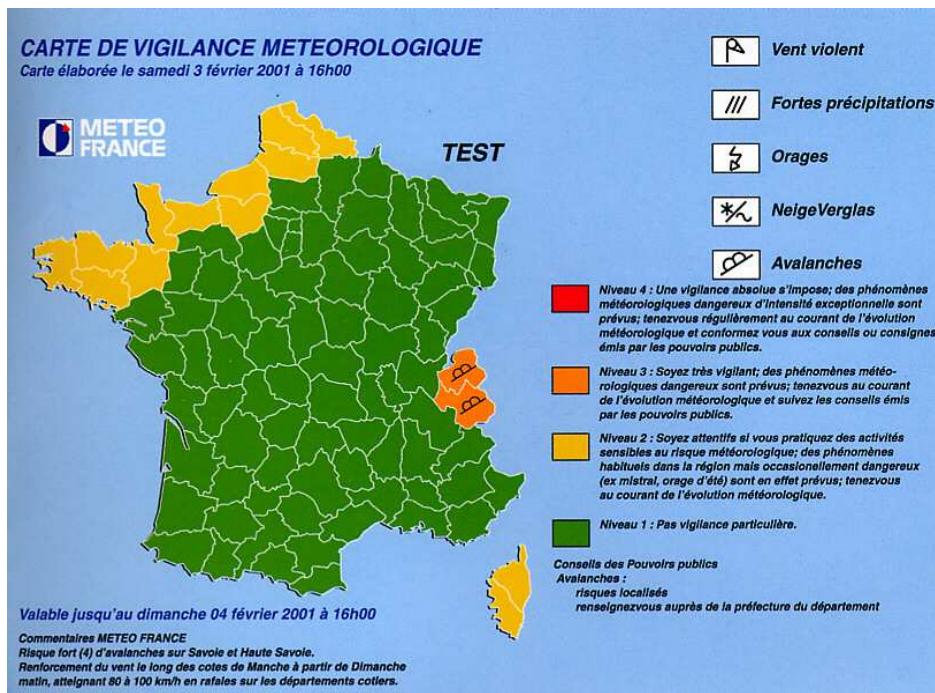 CARTE DE VIGILANCE METEOROLOGIQUE
Carte élaborée le samedi 3 février 2001 à 16h00
METEO
FRANCE
TEST
Vent violent
Fortes précipitations
Orages
NeigeVerglas
Avalanches
Niveau 4 : Une vigilance absolue s'impose; des phénomènes
météorologiques dangereux d'intensité exceptionnelle sont
prévus; tenezvous régulièrement au courant de l'évolution
météorologique et conformez vous aux conseils ou consignes
émis par les pouvoirs publics.
Niveau 3 : Soyez très vigilant; des phénomènes météo-
rologiques dangereux sont prévus; tenezvous au courant
de l'évolution météorologique et suivez les conseils émis
par les pouvoirs publics.
Niveau 2 : Soyez attentifs si vous pratiquez des activités
sensibles au risque météorologique; des phénomènes
habituels dans la région mais occasionellement dangereux
(ex mistral, orage d'été) sont en effet prévus; tenezvous
au courant de l'évolution météorologique.
Niveau 1 : Pas vigilance particulière.
Conseils des Pouvoirs publics
Avalanches :
risques localisés
renseignezvous auprès de la préfecture du département
Valable jusqu'au dimanche 04 février 2001 à 16h00
Commentaires METEO FRANCE
Risque fort (4) d'avalanches sur Savoie et Haute Savoie.
Renforcement du vent le long des cotes de Manche à partir de Dimanche
matin, atteignant 80 à 100 km/h en rafales sur les départements cotiers.